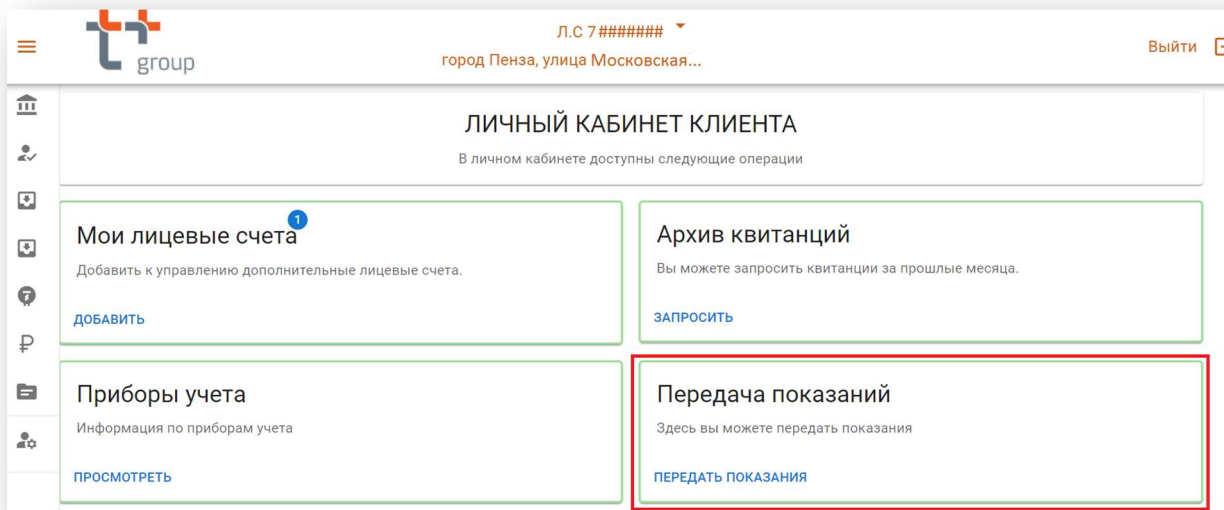 group
Л.С 7#######
город Пенза, улица Московская...
Выйти
ЛИЧНЫЙ КАБИНЕТ КЛИЕНТА
В личном кабинете доступны следующие операции
Мои лицевые счета
1
Добавить к управлению дополнительные лицевые счета.
ДОБАВИТЬ
Архив квитанций
Вы можете запросить квитанции за прошлые месяца.
ЗАПРОСИТЬ
Приборы учета
Информация по приборам учета
ПРОСМОТРЕТЬ
Передача показаний
Здесь вы можете передать показания
ПЕРЕДАТЬ ПОКАЗАНИЯ